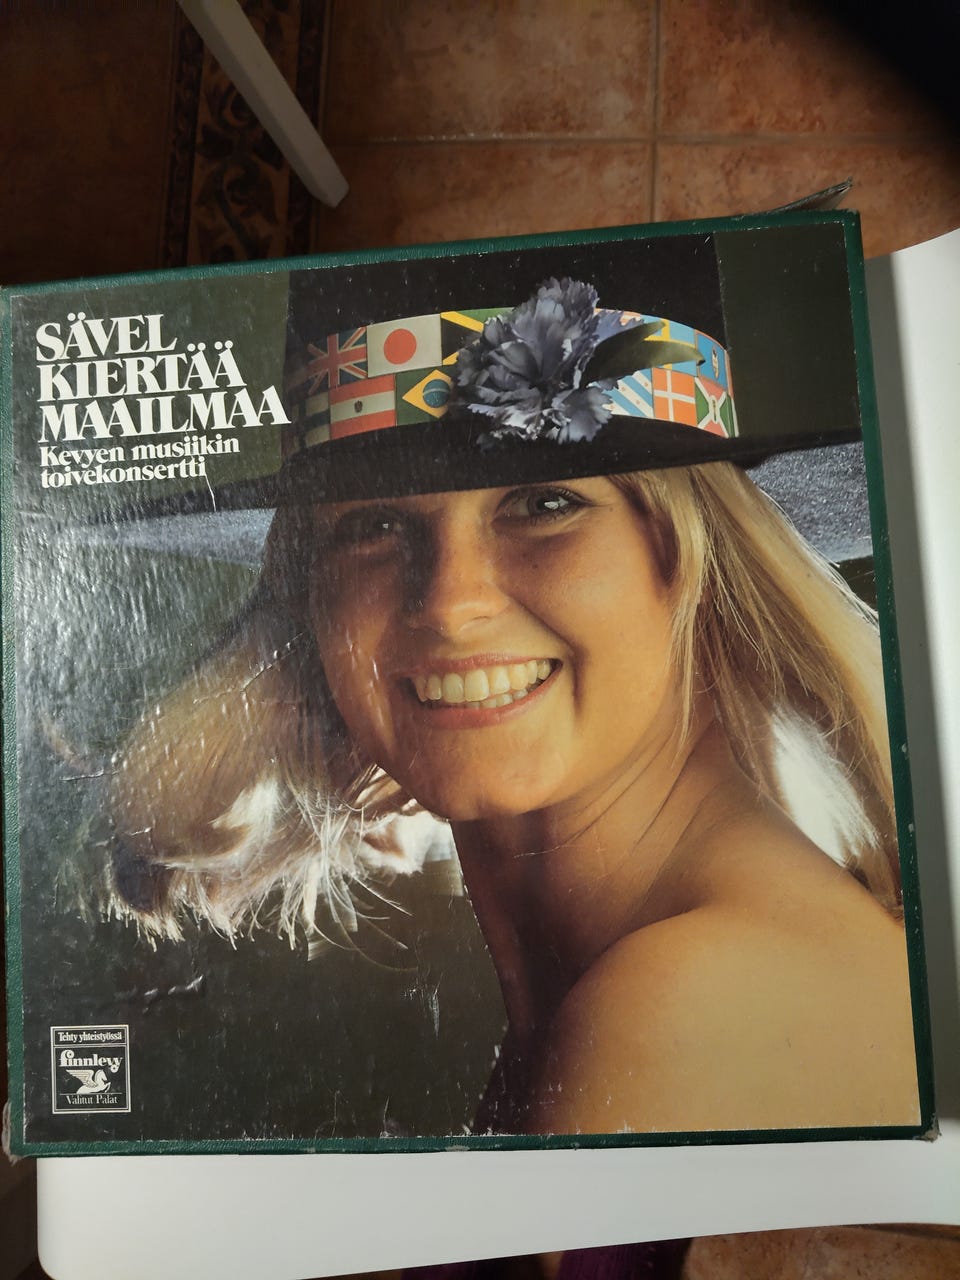 SÄVEL
KIERTÄÄ
MAAILMAA
Kevyen musiikin
toivekonsertti
Tehty yhteistyössä
finnlevy
Valitut Palat